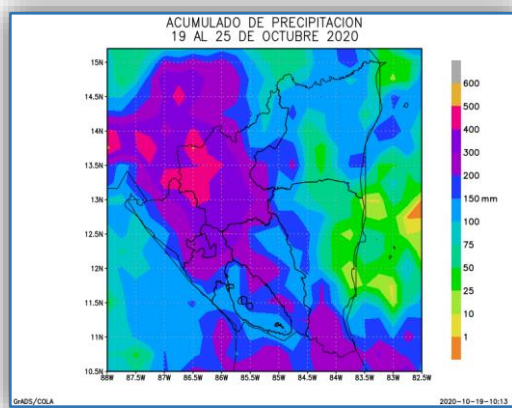 ACUMULADO DE PRECIPITACION
19 AL 25 DE OCTUBRE 2020
15N
14.5N
14N
13.5N
13N
12.5N
12N
11.5N
11N
10.5N
88W 87.5W 87W 86.5W 86W 85.5W 85W 84.5W 84W 83.5W 83W 82.5W
600
500
400
300
200
150 mm
100
75
50
25
10
1
GrADS/COLA
2020-10-19-10:13